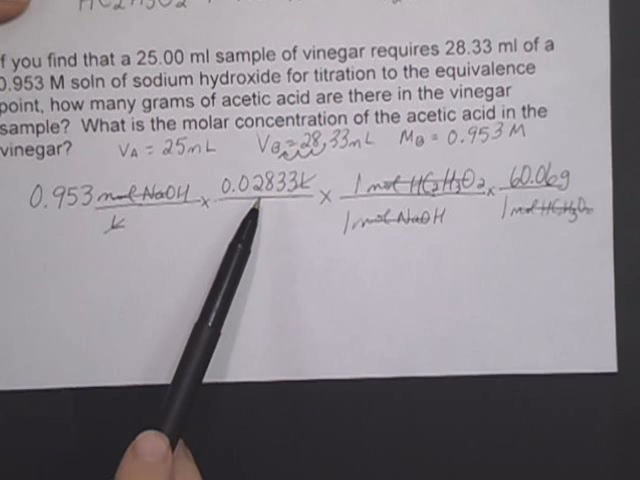 HC2H3O2
f you find that a 25.00 ml sample of vinegar requires 28.33 ml of a
0.953 M soln of sodium hydroxide for titration to the equivalence
point, how many grams of acetic acid are there in the vinegar
sample? What is the molar concentration of the acetic acid in the
vinegar? VA = 25mL VB = 28.33mL MB = 0.953 M
0.953 mol NaOH x 0.02833L x 1 mol HC2H3O2 x 60.06g
L 1 mol NaOH 1 mol HC2H3O2